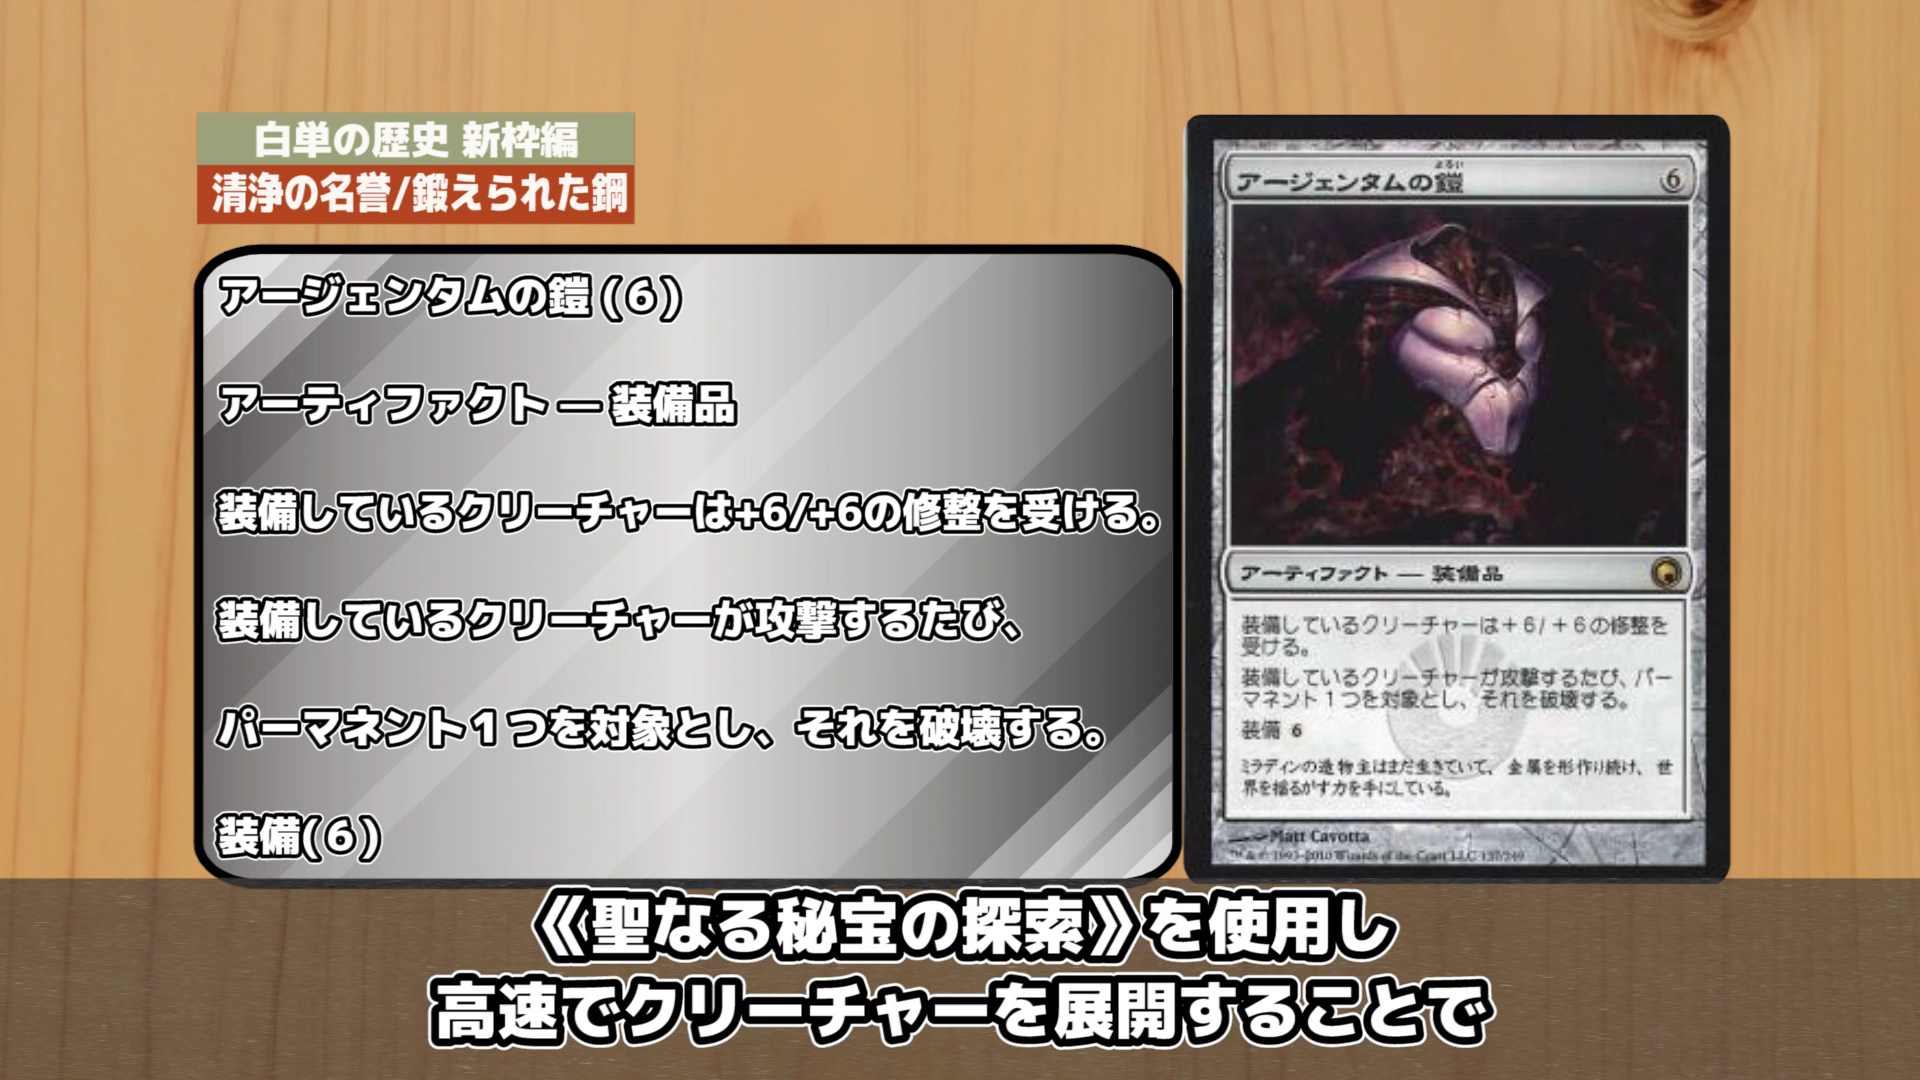 白単の歴史 新枠編
清浄の名誉/鍛えられた鋼
アージェンタムの鎧(6)
アーティファクト ― 装備品
装備しているクリーチャーは+6/+6の修整を受ける。
装備しているクリーチャーが攻撃するたび、
パーマネント1つを対象とし、それを破壊する。
装備(6)
よろい
アージェンタムの鎧 6
アーティファクト — 装備品
装備しているクリーチャーは+6/+6の修整を
受ける。
装備しているクリーチャーが攻撃するたび、パー
マネント1つを対象とし、それを破壊する。
装備 6
ミラディンの造物主はまだ生きていて、金属を形作り続け、世
界を揺るがす力を手にしている。
Matt Cavotta
™ & © 1993-2010 Wizards of the Coast LLC 137/249
《聖なる秘宝の探索》を使用し
高速でクリーチャーを展開することで